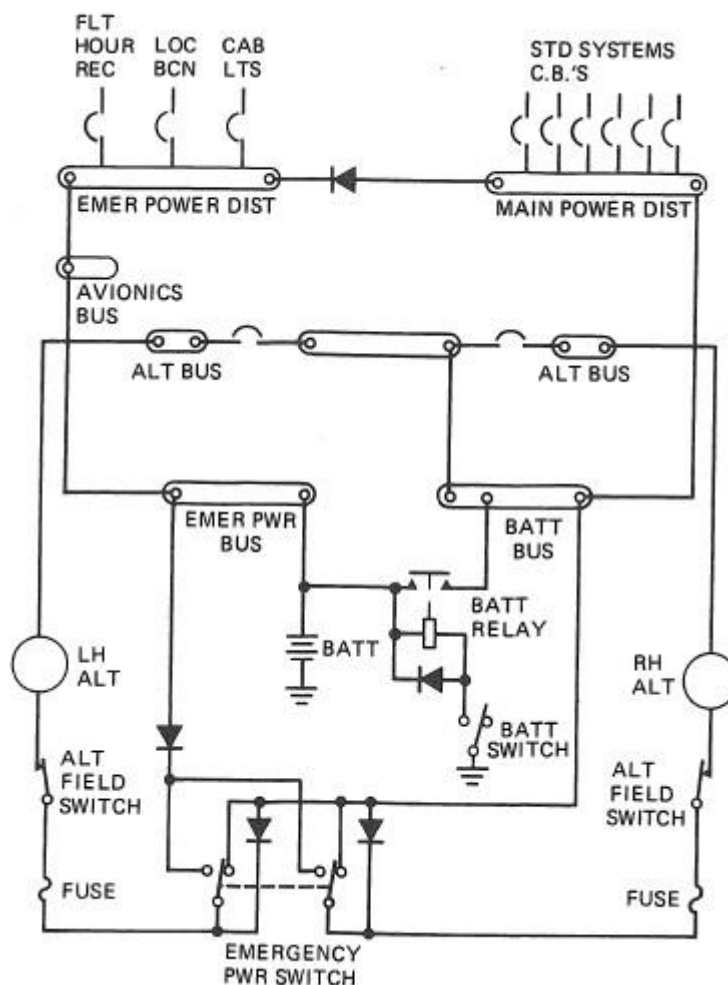 FLT
HOUR
REC
LOC
BCN
CAB
LTS
STD SYSTEMS
C.B.'S
EMER POWER DIST
MAIN POWER DIST
AVIONICS
BUS
ALT BUS
ALT BUS
EMER PWR
BUS
BATT
BUS
BATT
RELAY
BATT
LH
ALT
RH
ALT
BATT
SWITCH
ALT
FIELD
SWITCH
ALT
FIELD
SWITCH
FUSE
FUSE
EMERGENCY
PWR SWITCH